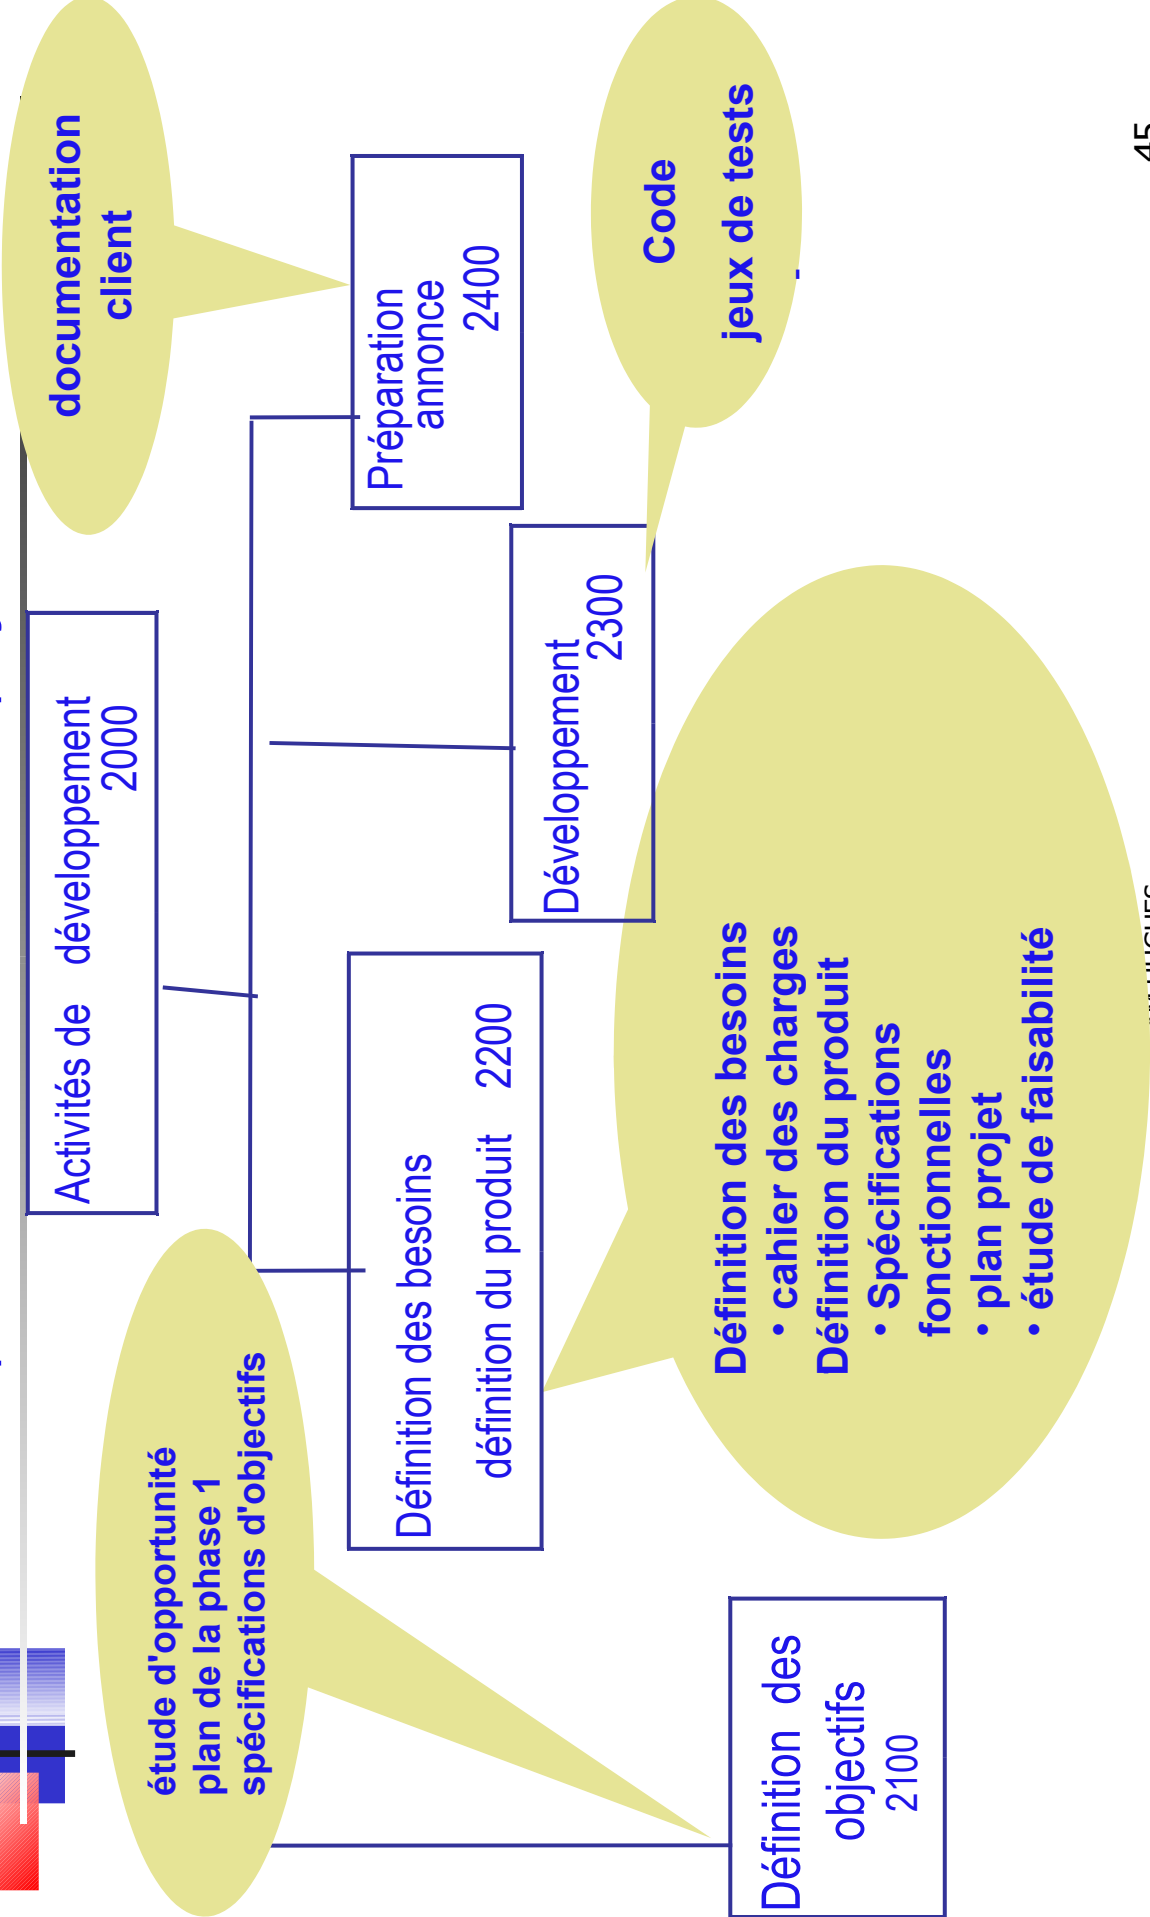 Activités de développement
2000
documentation
client
étude d'opportunité
plan de la phase 1
spécifications d'objectifs
Définition des besoins
définition du produit 2200
Préparation
annonce
2400
Développement
2300
Code
jeux de tests
Définition des
objectifs
2100
Définition des besoins
• cahier des charges
Définition du produit
• Spécifications
fonctionnelles
• plan projet
• étude de faisabilité
45